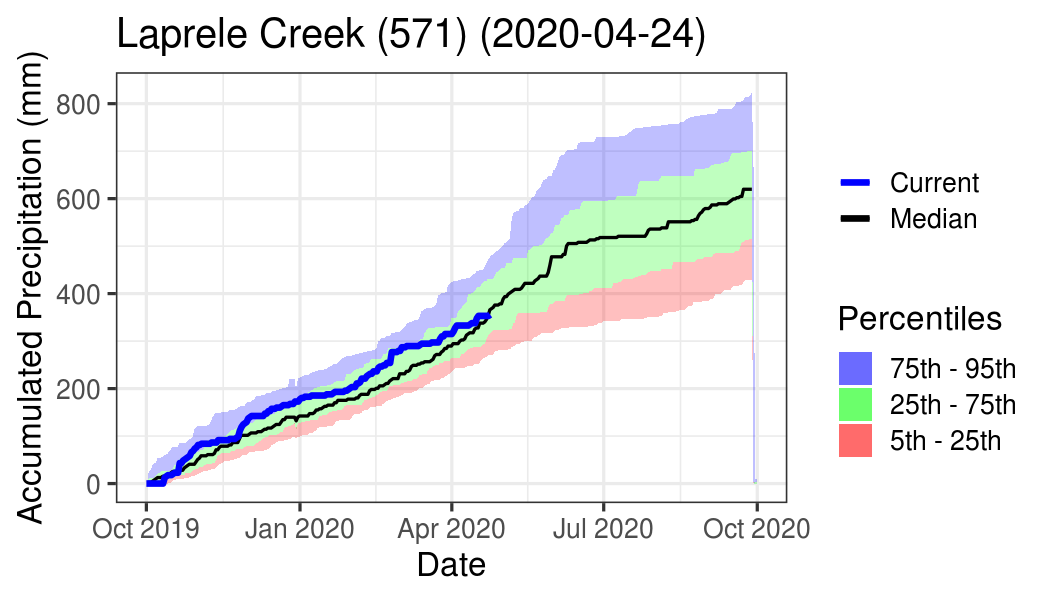 Laprele Creek (571) (2020-04-24)
Accumulated Precipitation (mm)
800
600
400
200
0
Oct 2019
Jan 2020
Apr 2020
Jul 2020
Oct 2020
Date
Current
Median
Percentiles
75th - 95th
25th - 75th
5th - 25th